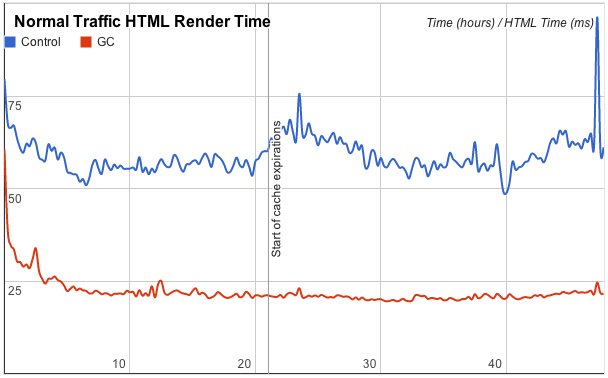 Normal Traffic HTML Render Time
Time (hours) / HTML Time (ms)
Control
GC
75
50
25
Start of cache expirations
10
20
30
40